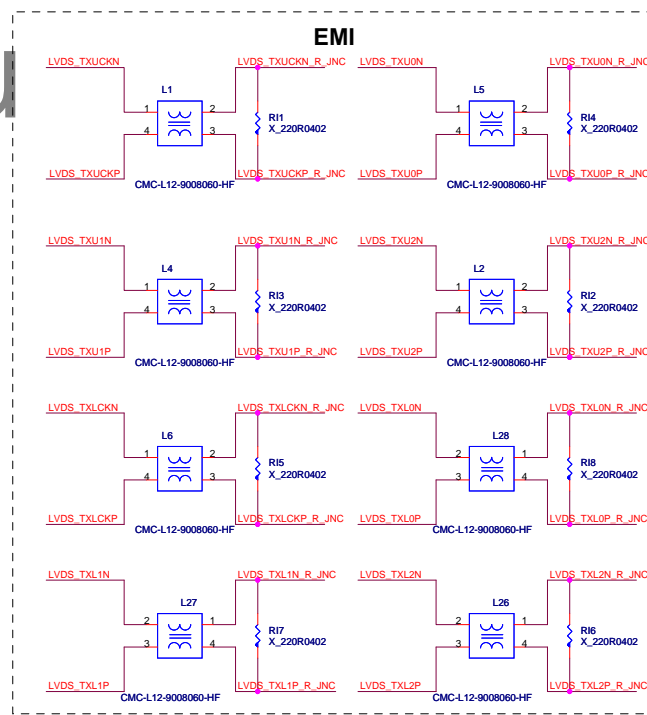 EMI
LVDS_TXUCKN LVDS_TXUCKN_R_JNC LVDS_TXU0N LVDS_TXU0N_R_JNC
L1 L5
1 2 1 2
RI1 RI4
X_220R0402 X_220R0402
4 3 4 3
LVDS_TXUCKP LVDS_TXUCKP_R_JNC LVDS_TXU0P LVDS_TXU0P_R_JNC
CMC-L12-9008060-HF CMC-L12-9008060-HF
LVDS_TXU1N LVDS_TXU1N_R_JNC LVDS_TXU2N LVDS_TXU2N_R_JNC
L4 L2
1 2 1 2
RI3 RI2
X_220R0402 X_220R0402
4 3 4 3
LVDS_TXU1P LVDS_TXU1P_R_JNC LVDS_TXU2P LVDS_TXU2P_R_JNC
CMC-L12-9008060-HF CMC-L12-9008060-HF
LVDS_TXLCKN LVDS_TXLCKN_R_JNC LVDS_TXL0N LVDS_TXL0N_R_JNC
L6 L28
1 2 2 1
RI5 RI8
X_220R0402 X_220R0402
4 3 3 4
LVDS_TXLCKP LVDS_TXLCKP_R_JNC LVDS_TXL0P LVDS_TXL0P_R_JNC
CMC-L12-9008060-HF CMC-L12-9008060-HF
LVDS_TXL1N LVDS_TXL1N_R_JNC LVDS_TXL2N LVDS_TXL2N_R_JNC
L27 L26
2 1 2 1
RI7 RI6
X_220R0402 X_220R0402
3 4 3 4
LVDS_TXL1P LVDS_TXL1P_R_JNC LVDS_TXL2P LVDS_TXL2P_R_JNC
CMC-L12-9008060-HF CMC-L12-9008060-HF